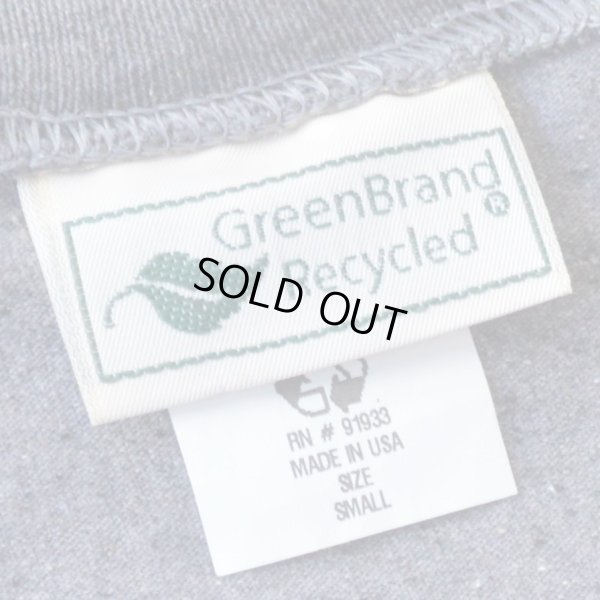 GreenBrand
Recycled®
SOLD OUT
RN # 91933
MADE IN USA
SIZE
SMALL